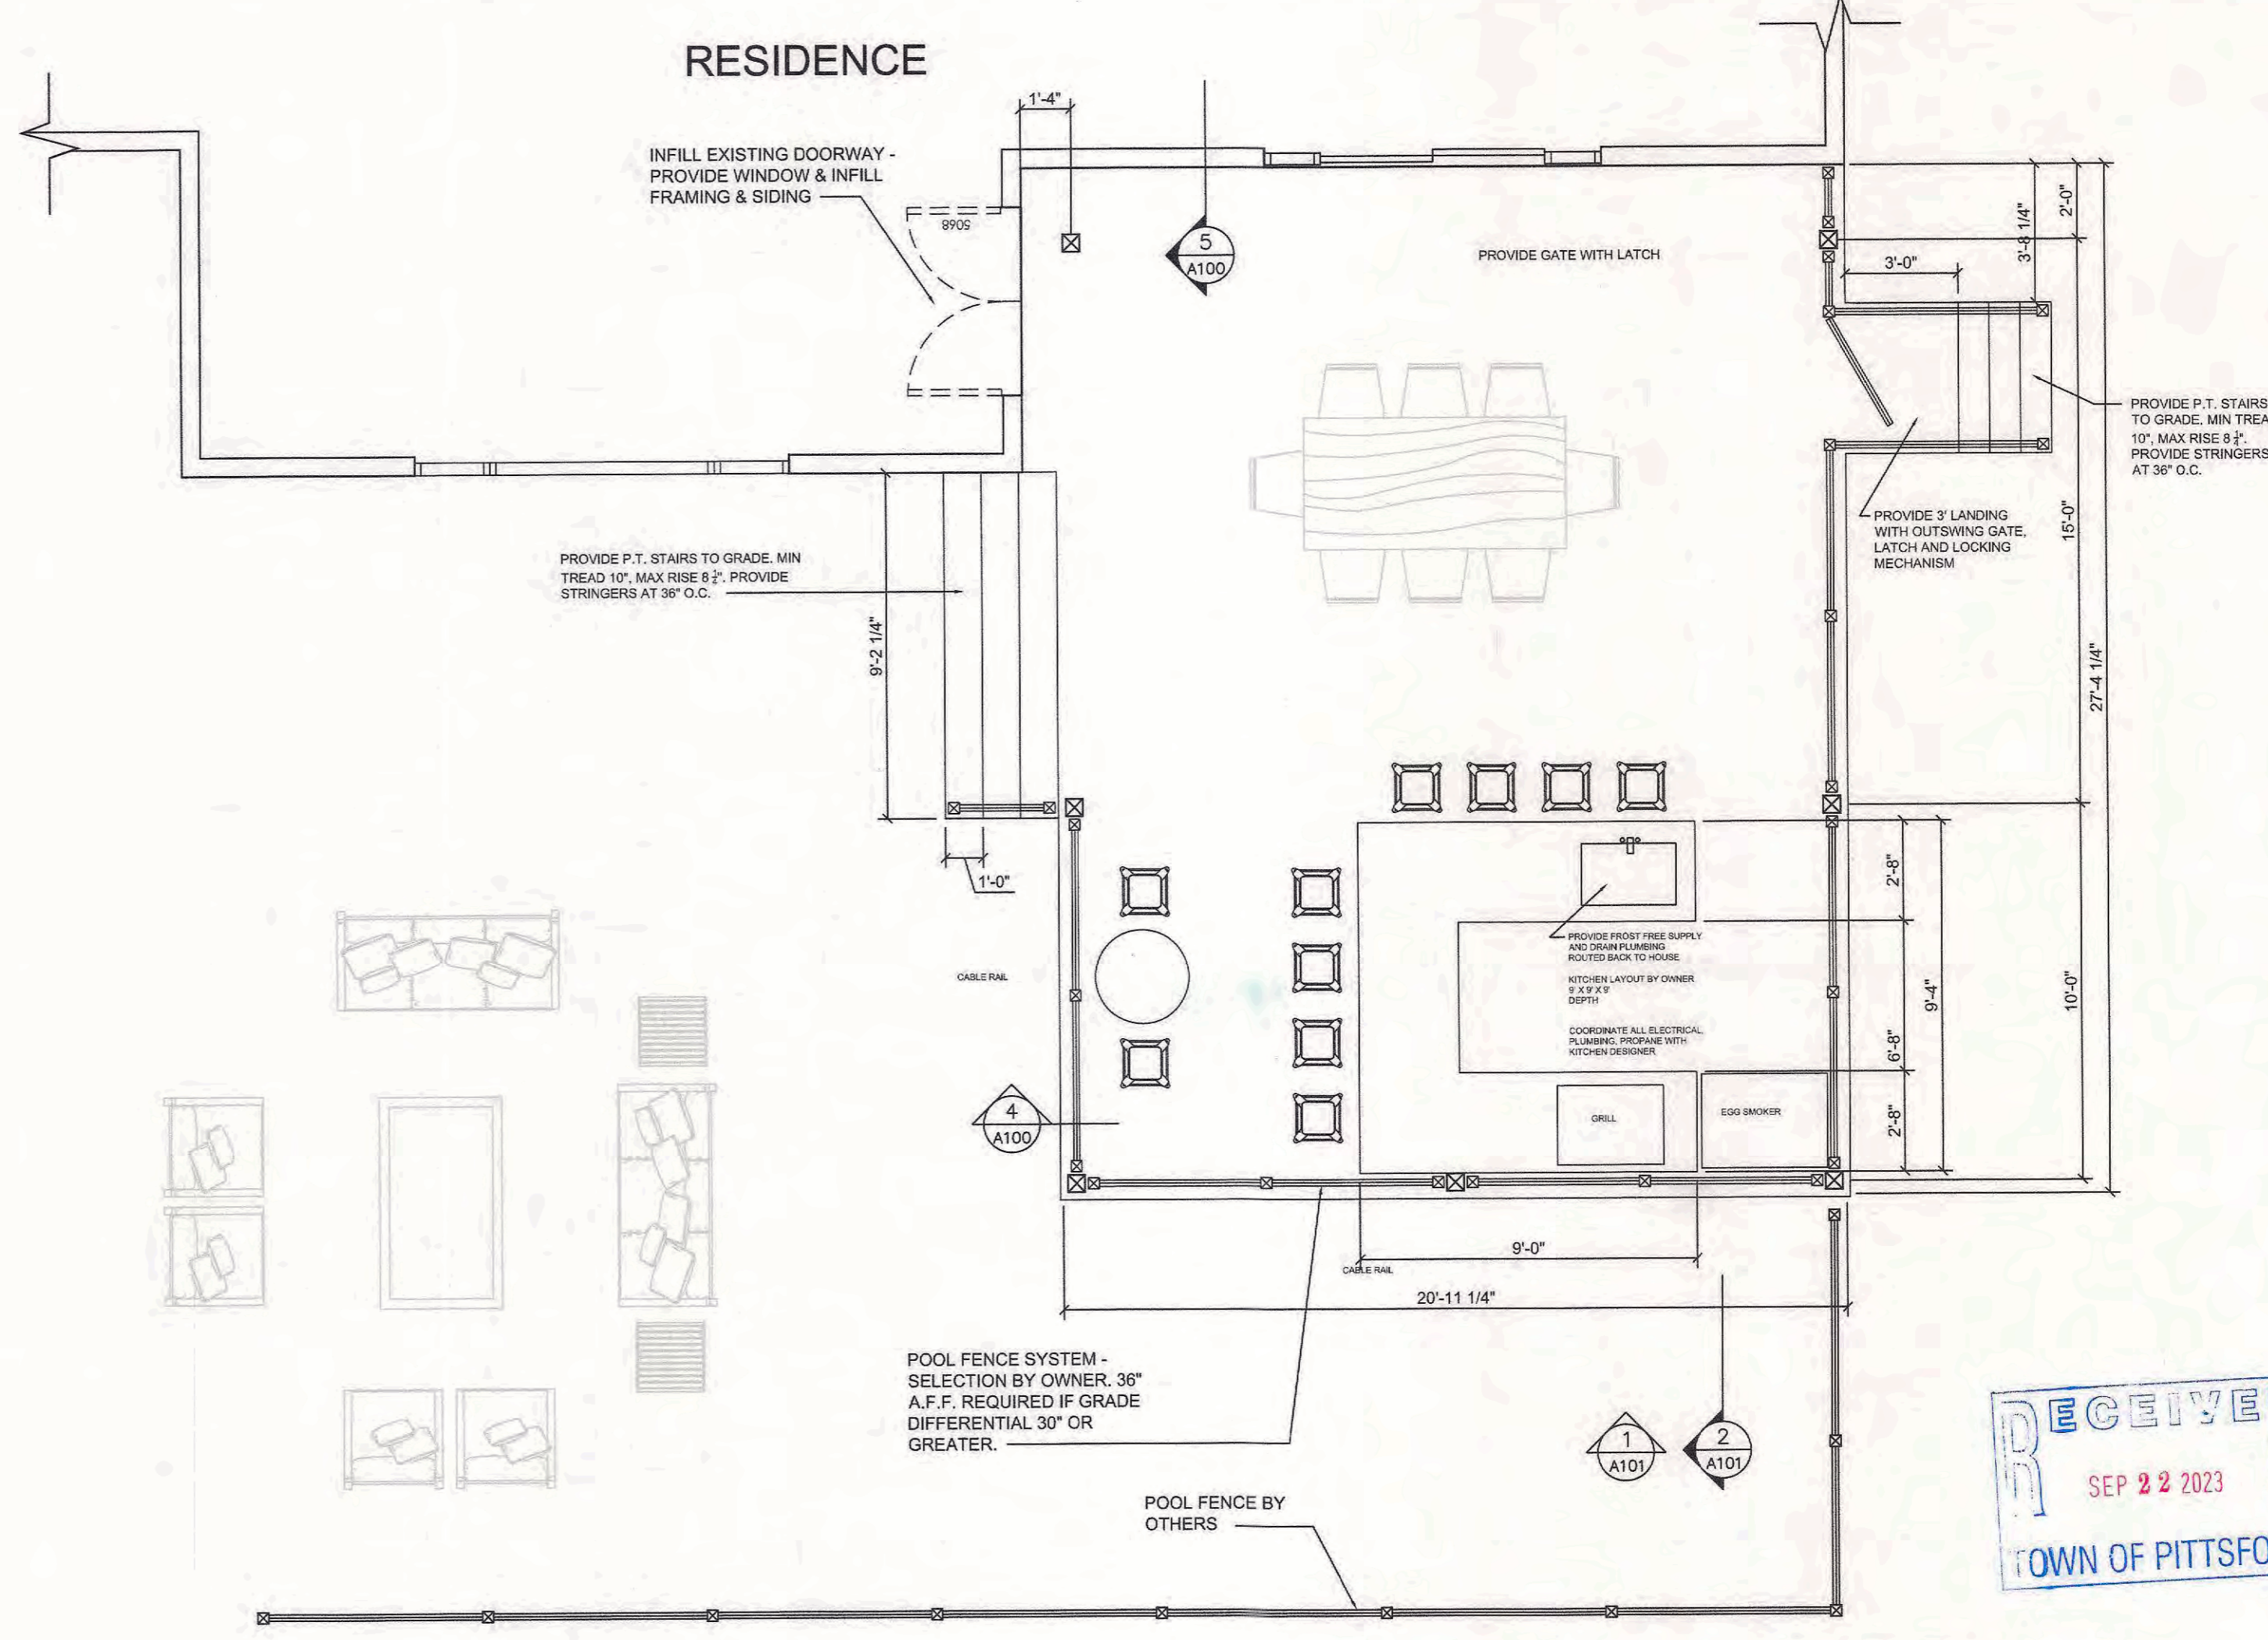 RESIDENCE
1'-4"
INFILL EXISTING DOORWAY -
PROVIDE WINDOW & INFILL
FRAMING & SIDING
5068
5
A100
PROVIDE GATE WITH LATCH
2'-0"
3'-8 1/4"
3'-0"
PROVIDE P.T. STAIRS
TO GRADE. MIN TREA
10", MAX RISE 8 1/4".
PROVIDE STRINGERS
AT 36" O.C.
PROVIDE 3' LANDING
WITH OUTSWING GATE,
LATCH AND LOCKING
MECHANISM
15'-0"
27'-4 1/4"
PROVIDE P.T. STAIRS TO GRADE. MIN
TREAD 10", MAX RISE 8 1/4". PROVIDE
STRINGERS AT 36" O.C.
9'-2 1/4"
1'-0"
2'-8"
PROVIDE FROST FREE SUPPLY
AND DRAIN PLUMBING
ROUTED BACK TO HOUSE
KITCHEN LAYOUT BY OWNER
9' X 9' X 9'
DEPTH
COORDINATE ALL ELECTRICAL,
PLUMBING, PROPANE WITH
KITCHEN DESIGNER
CABLE RAIL
9'-4"
10'-0"
6'-8"
2'-8"
4
A100
GRILL
EGG SMOKER
9'-0"
CABLE RAIL
20'-11 1/4"
POOL FENCE SYSTEM -
SELECTION BY OWNER. 36"
A.F.F. REQUIRED IF GRADE
DIFFERENTIAL 30" OR
GREATER.
1
A101
2
A101
POOL FENCE BY
OTHERS
RECEIVE
SEP 22 2023
TOWN OF PITTSFO